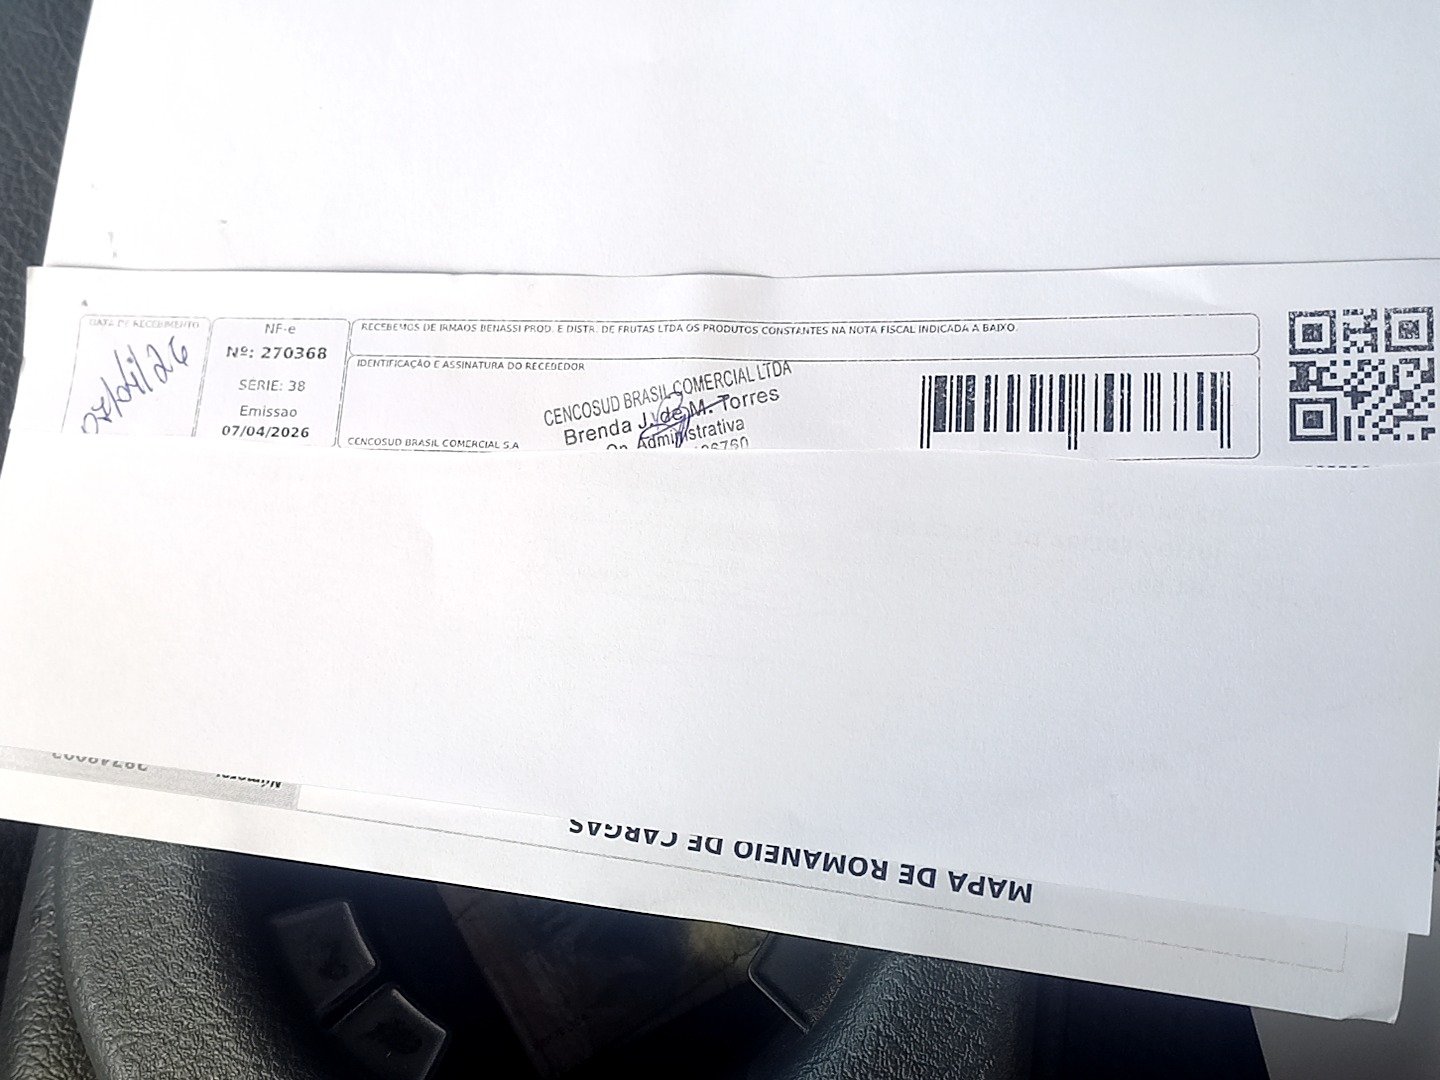 DATA DE RECEBIMENTO
07/04/26
NF-e
Nº: 270368
SÉRIE: 38
Emissao
07/04/2026
RECEBEMOS DE IRMAOS BENASSI PROD. E DISTR. DE FRUTAS LTDA OS PRODUTOS CONSTANTES NA NOTA FISCAL INDICADA A BAIXO.
IDENTIFICAÇÃO E ASSINATURA DO RECEBEDOR
CENCOSUD BRASIL COMERCIAL LTDA
Brenda J. de M. Torres
Op. Administrativa
CENCOSUD BRASIL COMERCIAL S.A
MAPA DE ROMANEIO DE CARGAS